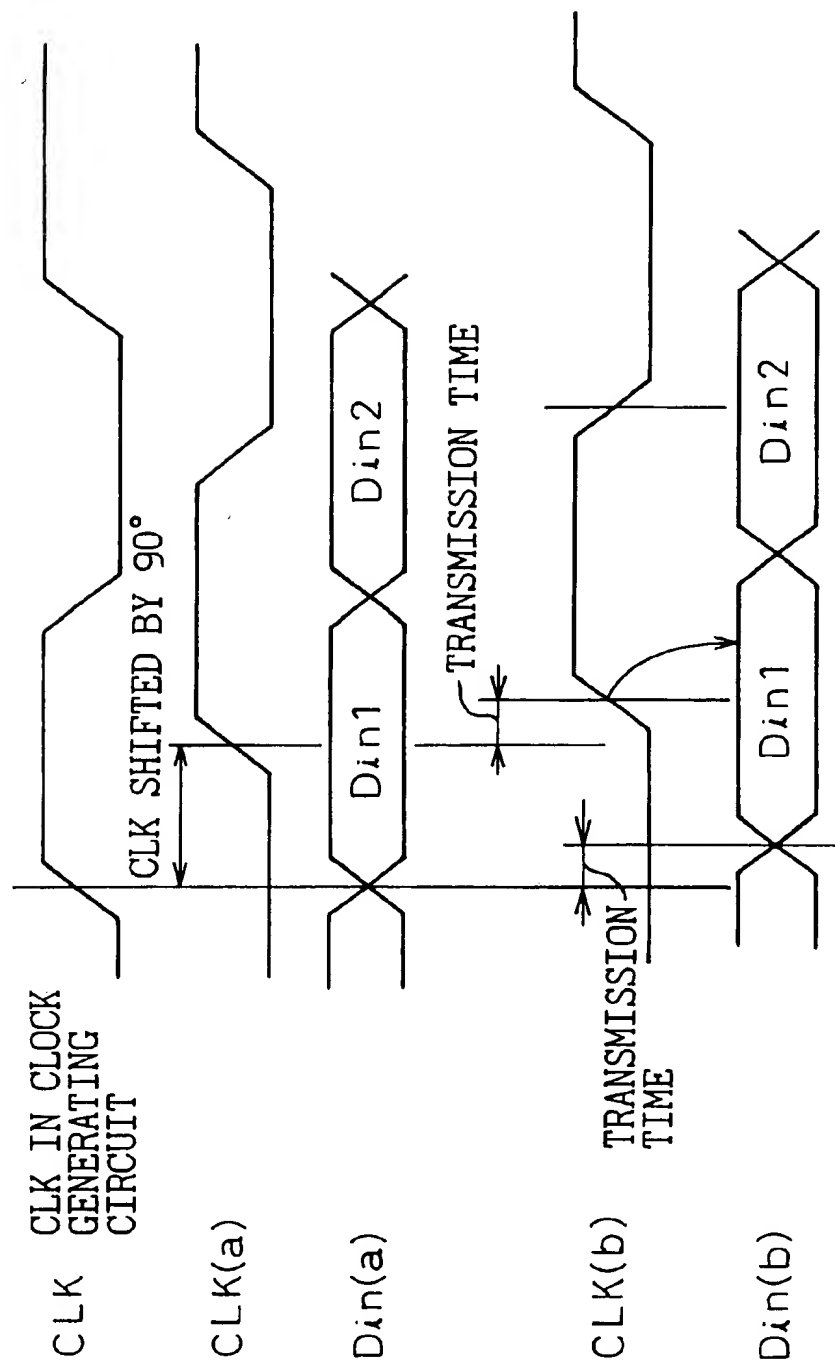 CLK
CLK IN CLOCK
GENERATING
CIRCUIT
CLK SHIFTED BY 90°
CLK(a)
Din(a)
Din1
Din2
TRANSMISSION TIME
CLK(b)
TRANSMISSION
TIME
Din(b)
Din1
Din2